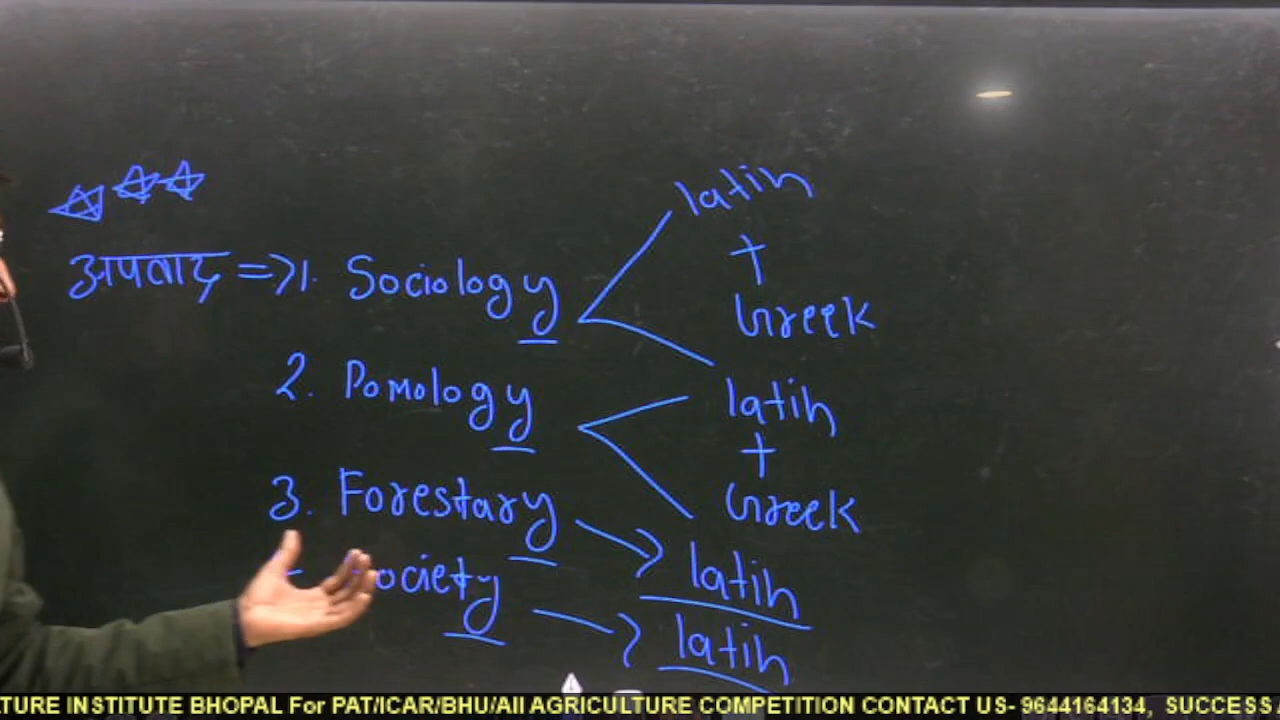 latin
अपवाद => 1. Sociology
+
Greek
2. Pomology
latin
+
Greek
3. Forestary
latin
ociety
latin
TURE INSTITUTE BHOPAL For PAT/ICAR/BHU/All AGRICULTURE COMPETITION CONTACT US- 9644164134, SUCCESS